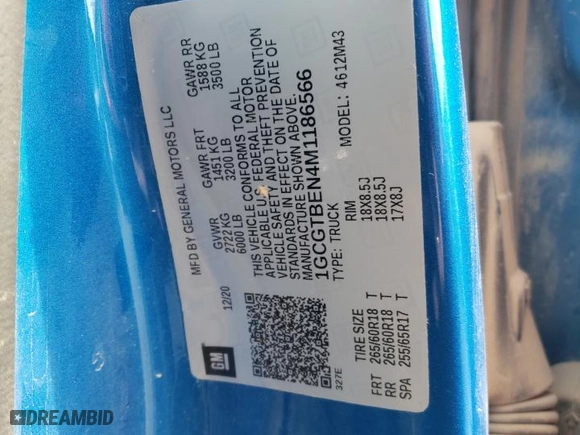 MFD BY GENERAL MOTORS LLC
12/20
GVWR GAWR FRT GAWR RR
2722 KG 1451 KG 1588 KG
6000 LB 3200 LB 3500 LB
THIS VEHICLE CONFORMS TO ALL
APPLICABLE U.S. FEDERAL MOTOR
VEHICLE SAFETY AND THEFT PREVENTION
STANDARDS IN EFFECT ON THE DATE OF
MANUFACTURE SHOWN ABOVE.
1GCGTBEN4M1186566
TYPE: TRUCK MODEL: 4612M43
GM
327E
TIRE SIZE RIM
FRT 265/60R18 T 18X8.5J
RR 265/60R18 T 18X8.5J
SPA 255/65R17 T 17X8J
DREAMBID